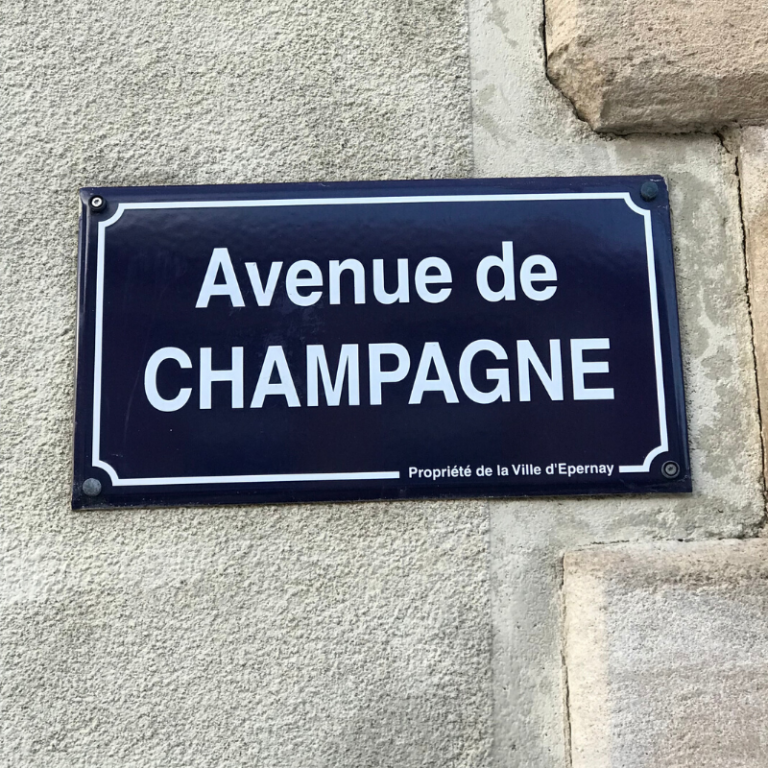 Avenue de
CHAMPAGNE
Propriété de la Ville d'Epernay